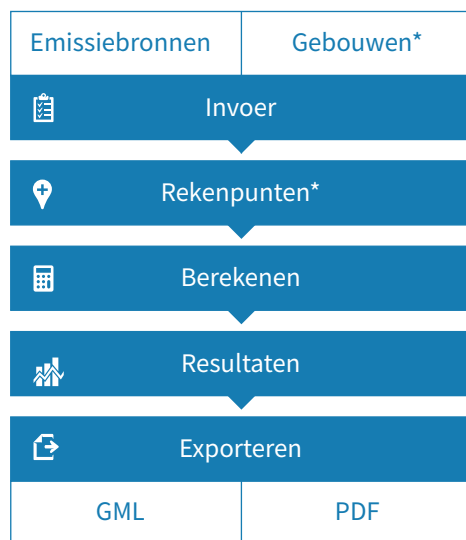 Emissiebronnen Gebouwen*
Invoer
Rekenpunten*
Berekenen
Resultaten
Exporteren
GML PDF